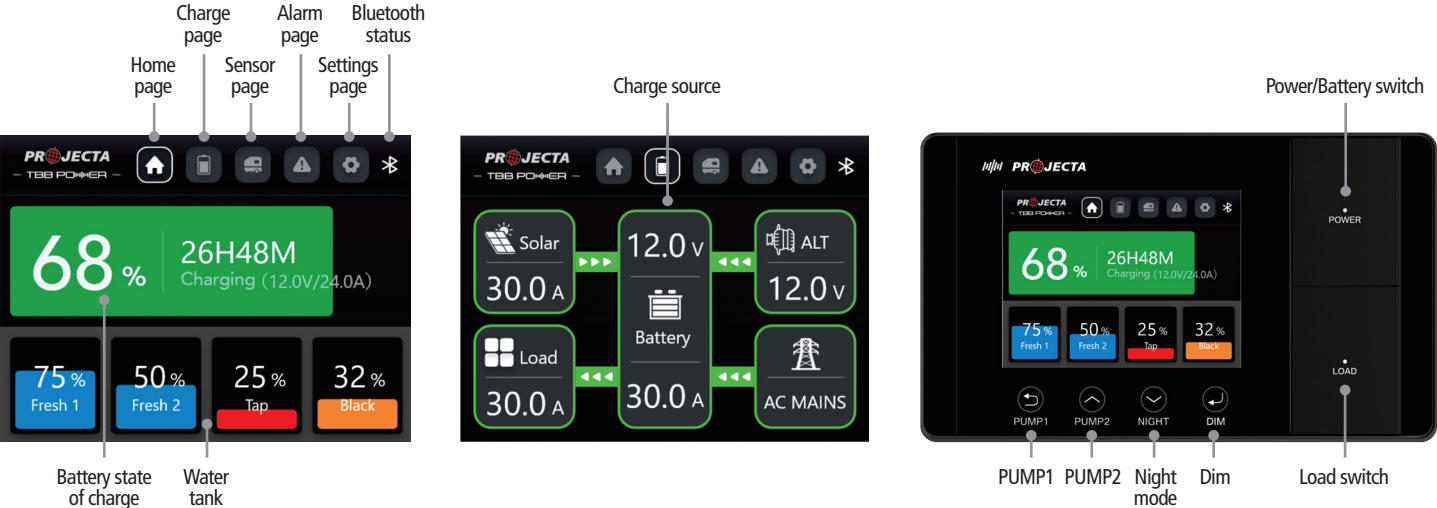 Charge
page
Alarm
page
Bluetooth
status
Home
page
Sensor
page
Settings
page
PROJECTA
TBB POWER
68%
26H48M
Charging (12.0V/24.0A)
75%
Fresh 1
50%
Fresh 2
25%
Tap
32%
Black
Battery state
of charge
Water
tank
Charge source
PROJECTA
TBB POWER
Solar
30.0 A
12.0 V
Battery
30.0 A
ALT
12.0 V
Load
30.0 A
AC MAINS
Power/Battery switch
PROJECTA
PROJECTA
TBB POWER
68%
26H48M
Charging (12.0V/24.0A)
75%
Fresh 1
50%
Fresh 2
25%
Tap
32%
Black
POWER
LOAD
PUMP1
PUMP2
NIGHT
DIM
PUMP1
PUMP2
Night
mode
Dim
Load switch